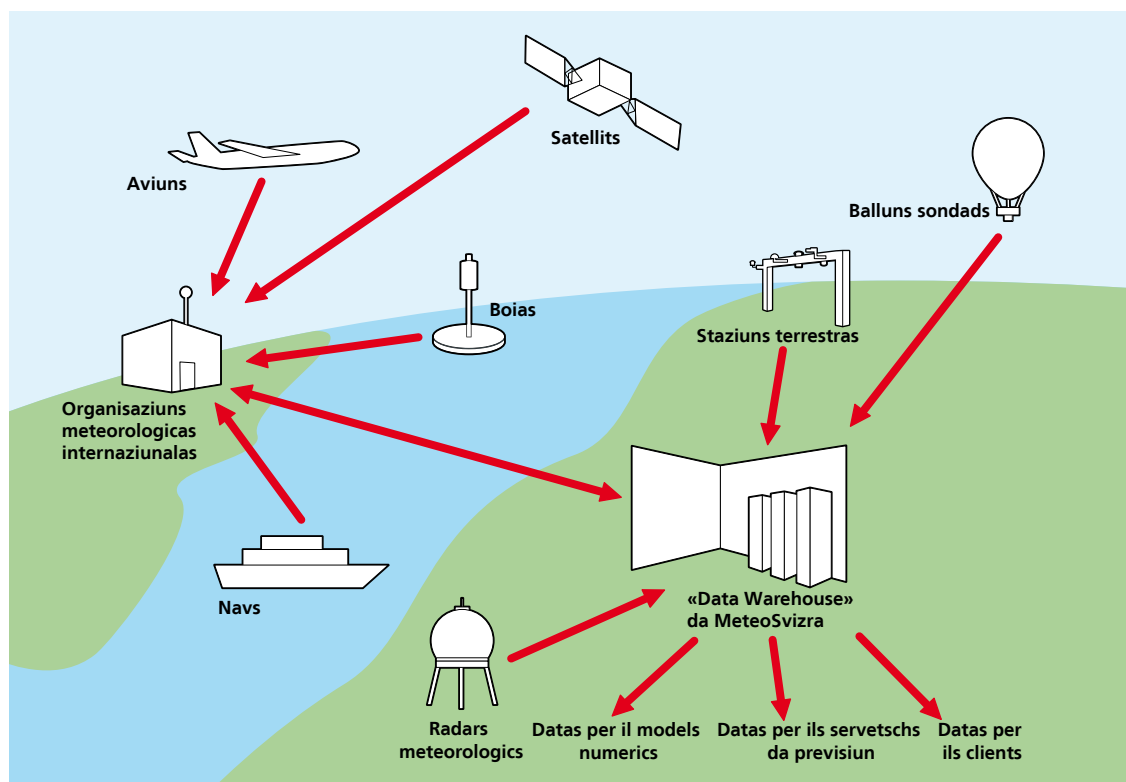 Satellits
Aviuns
Balluns sondads
Boias
Staziuns terrestras
Organisaziuns
meteorologicas
internaziunalas
Navs
«Data Warehouse»
da MeteoSvizra
Radars
meteorologics
Datas per il models
numerics
Datas per ils servetschs
da previsiun
Datas per
ils clients